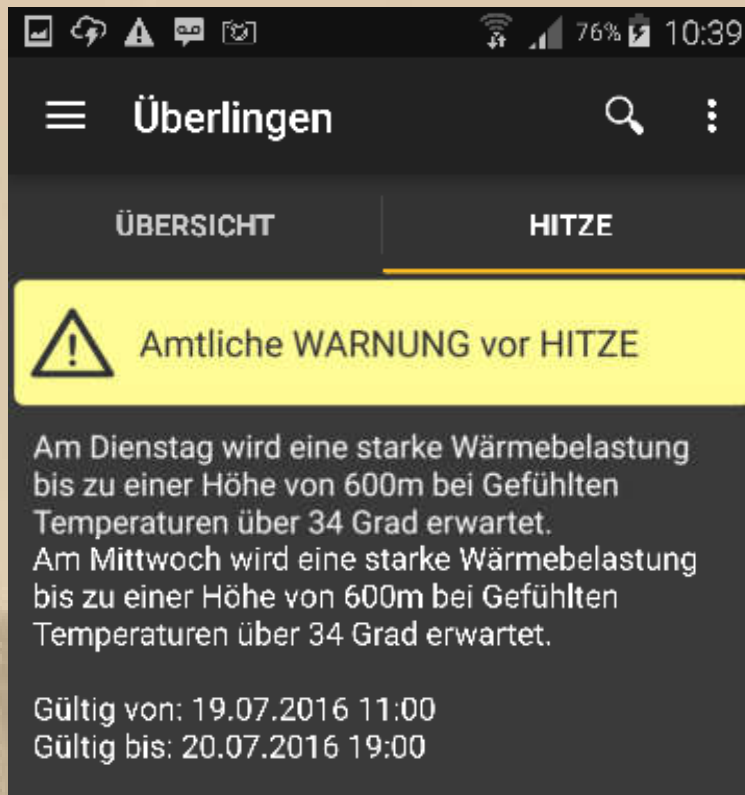 76% 10:39
Überlingen
ÜBERSICHT HITZE
Amtliche WARNUNG vor HITZE
Am Dienstag wird eine starke Wärmebelastung
bis zu einer Höhe von 600m bei Gefühlten
Temperaturen über 34 Grad erwartet.
Am Mittwoch wird eine starke Wärmebelastung
bis zu einer Höhe von 600m bei Gefühlten
Temperaturen über 34 Grad erwartet.
Gültig von: 19.07.2016 11:00
Gültig bis: 20.07.2016 19:00